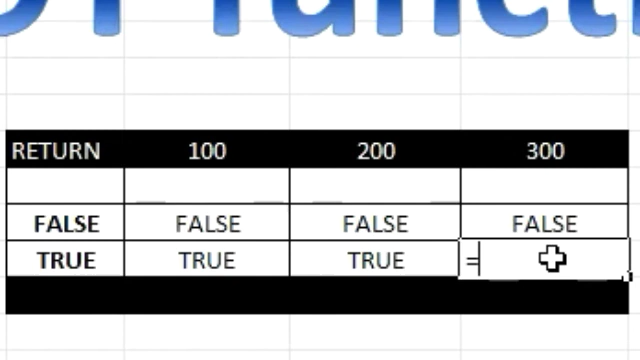 RETURN 100 200 300
FALSE FALSE FALSE FALSE
TRUE TRUE TRUE =